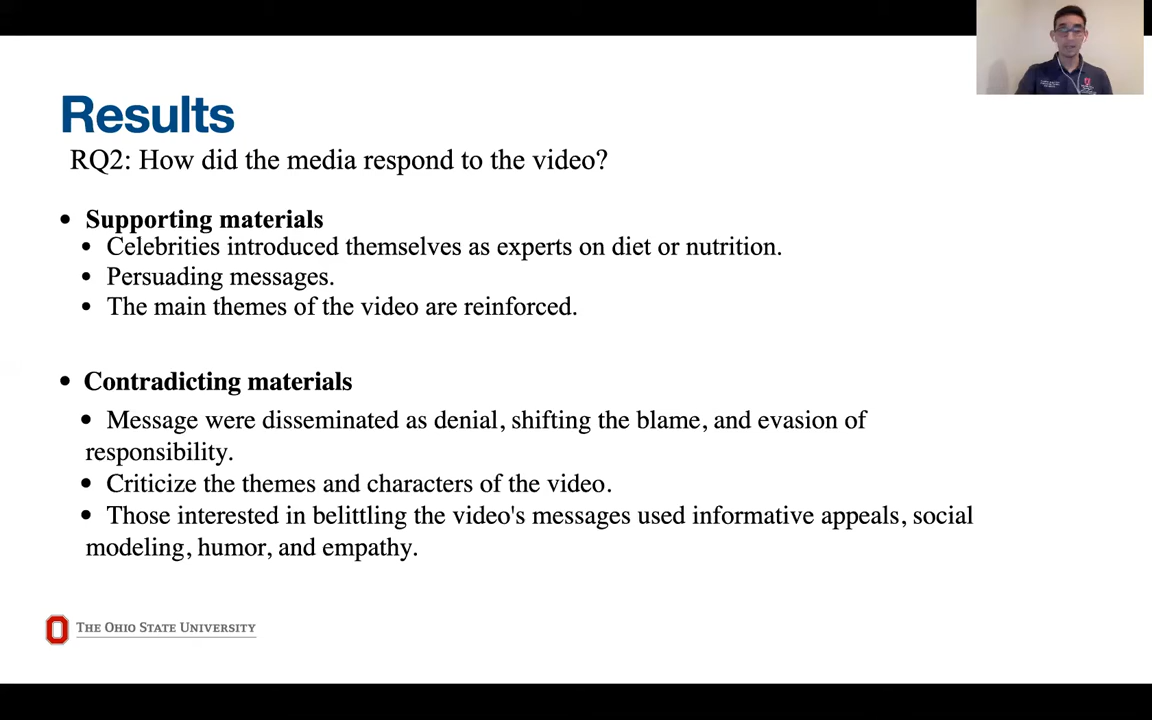 Results
RQ2: How did the media respond to the video?
• Supporting materials
• Celebrities introduced themselves as experts on diet or nutrition.
• Persuading messages.
• The main themes of the video are reinforced.
• Contradicting materials
• Message were disseminated as denial, shifting the blame, and evasion of
responsibility.
• Criticize the themes and characters of the video.
• Those interested in belittling the video's messages used informative appeals, social
modeling, humor, and empathy.
THE OHIO STATE UNIVERSITY